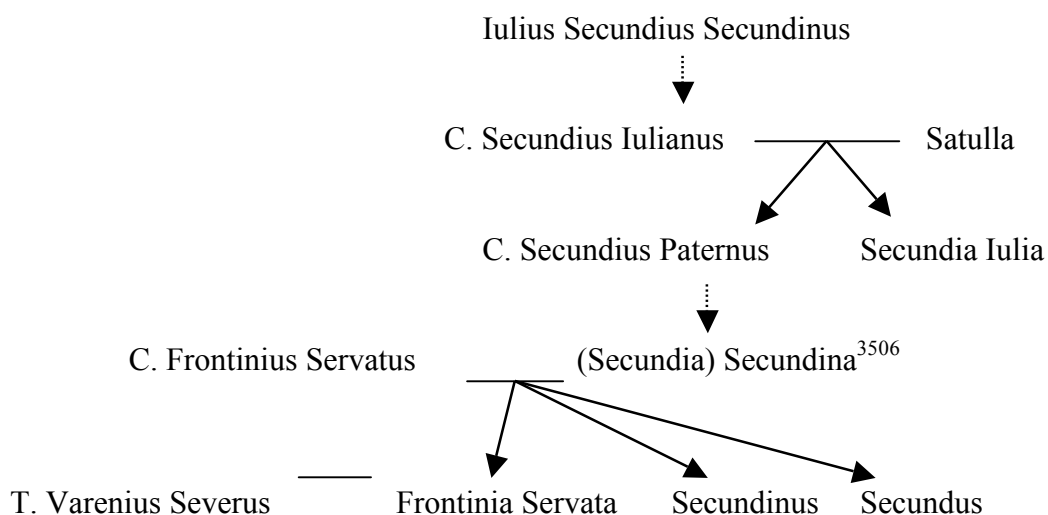 Iulius Secundius Secundinus
C. Secundius Iulianus Satulla
C. Secundius Paternus Secundia Iulia
C. Frontinius Servatus (Secundia) Secundina3506
T. Varenius Severus Frontinia Servata Secundinus Secundus